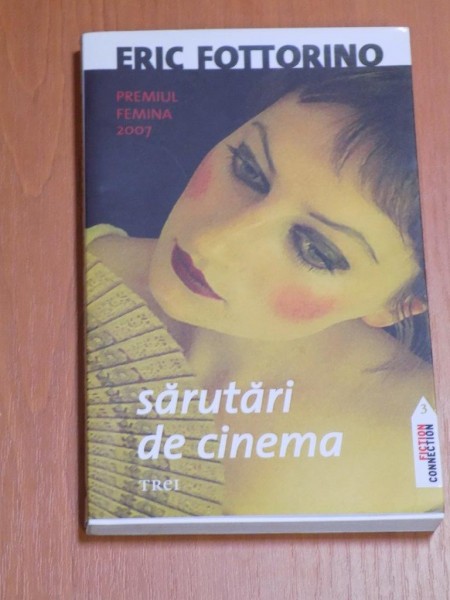 ERIC FOTTORINO
PREMIUL
FEMINA
2007
sărutări
de cinema
TREI
3
FICTION
CONNECTION